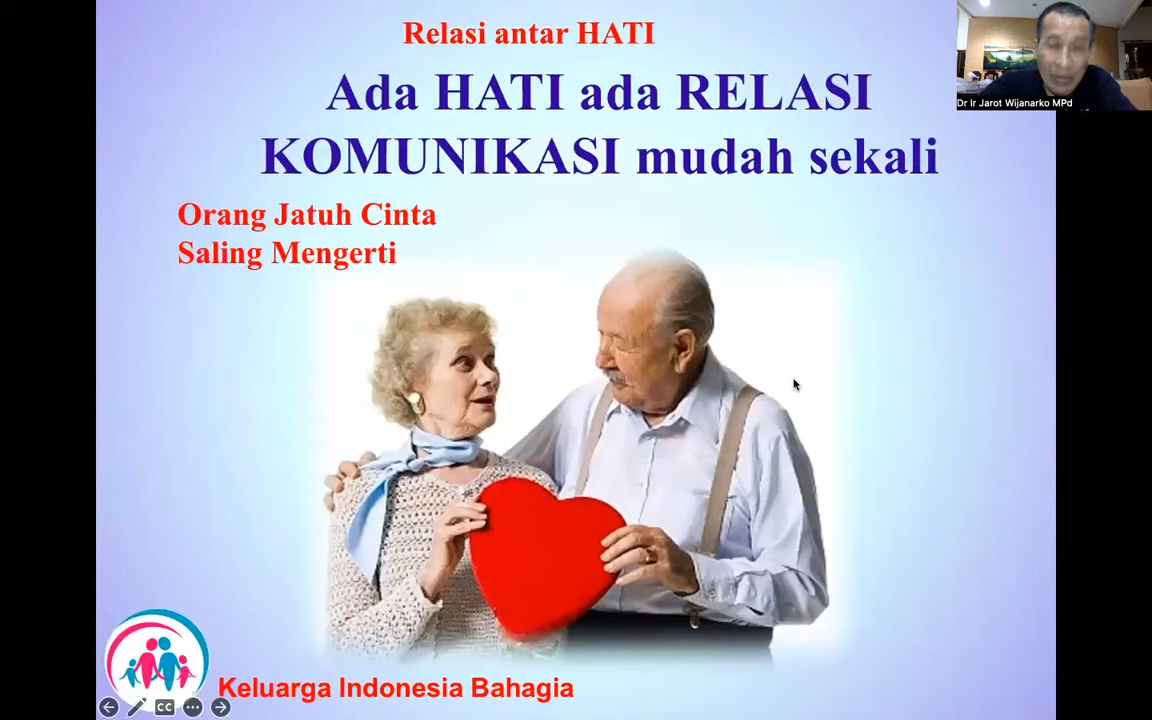 Relasi antar HATI
Ada HATI ada RELASI
KOMUNIKASI mudah sekali
Dr Ir Jarot Wijanarko MPd
Orang Jatuh Cinta
Saling Mengerti
Keluarga Indonesia Bahagia
CC